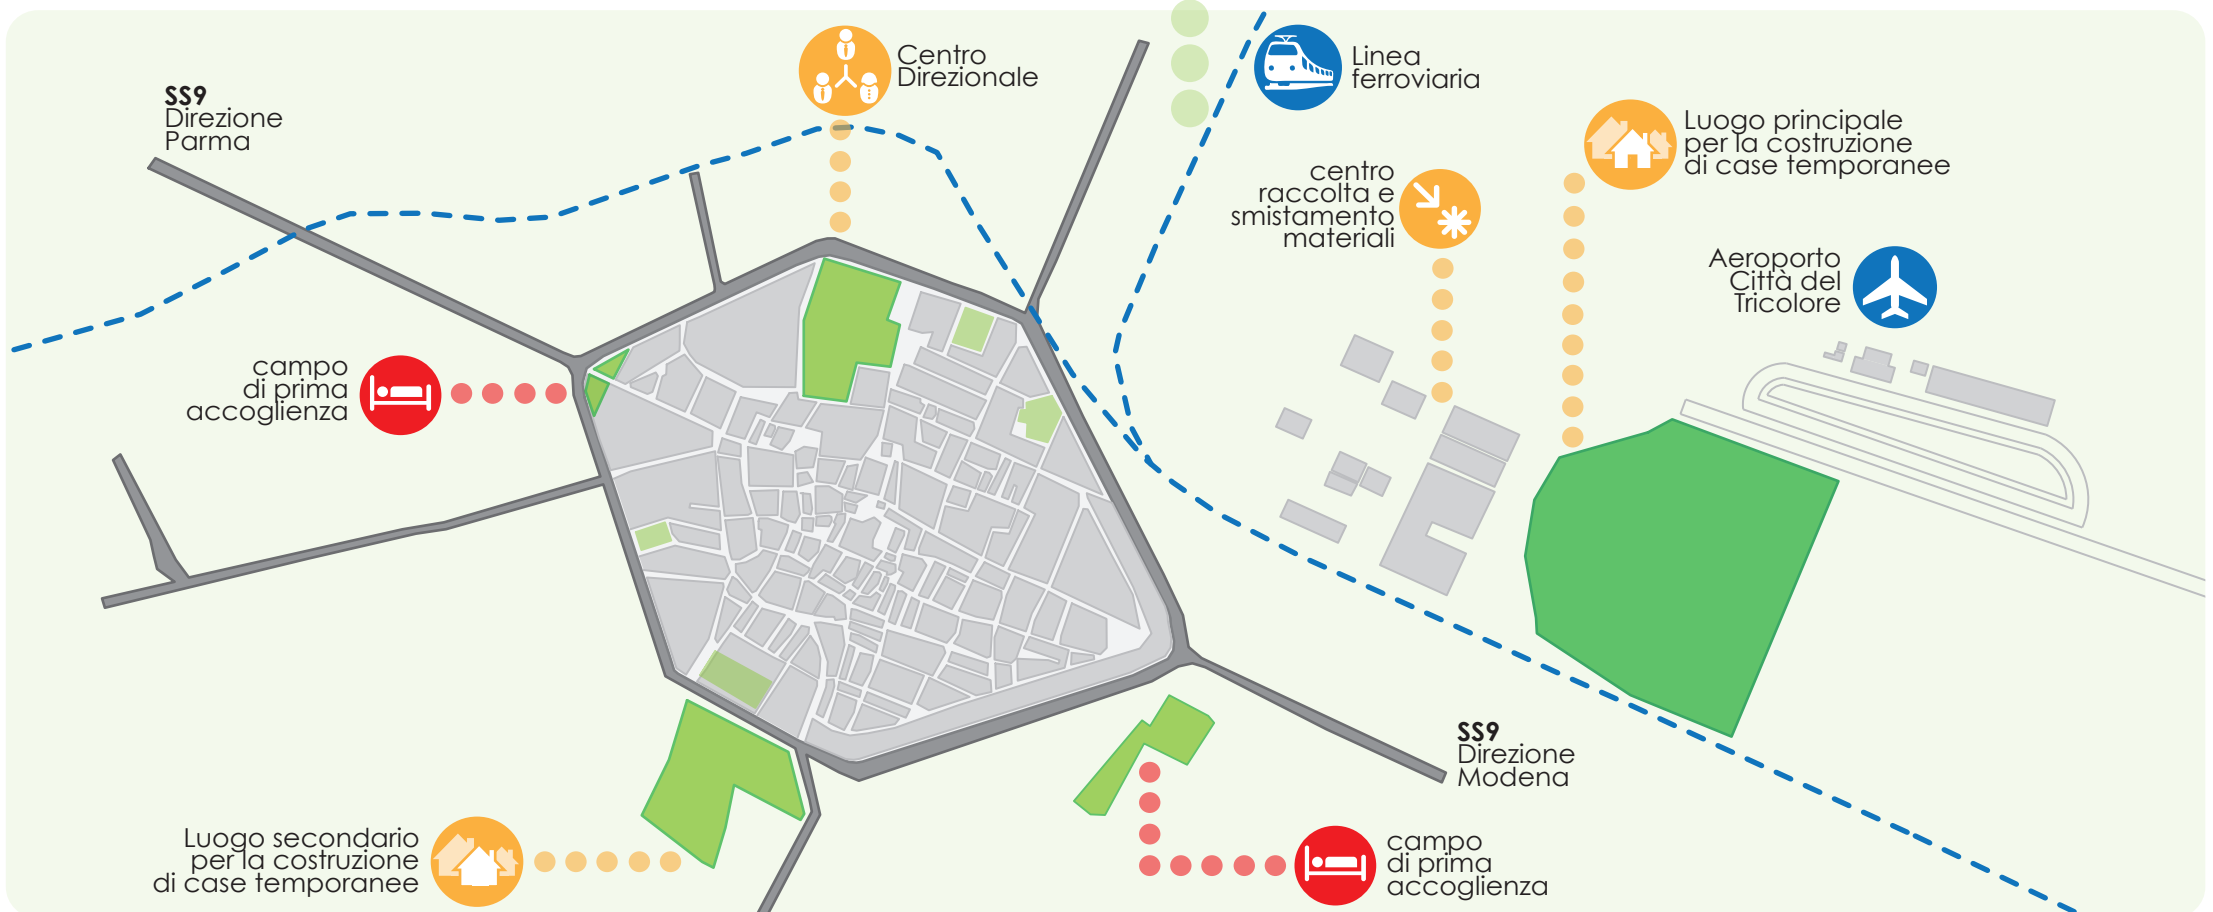 Centro
Direzionale
Linea
ferroviaria
SS9
Direzione
Parma
Luogo principale
per la costruzione
di case temporanee
centro
raccolta e
smistamento
materiali
Aeroporto
Città del
Tricolore
campo
di prima
accoglienza
SS9
Direzione
Modena
Luogo secondario
per la costruzione
di case temporanee
campo
di prima
accoglienza